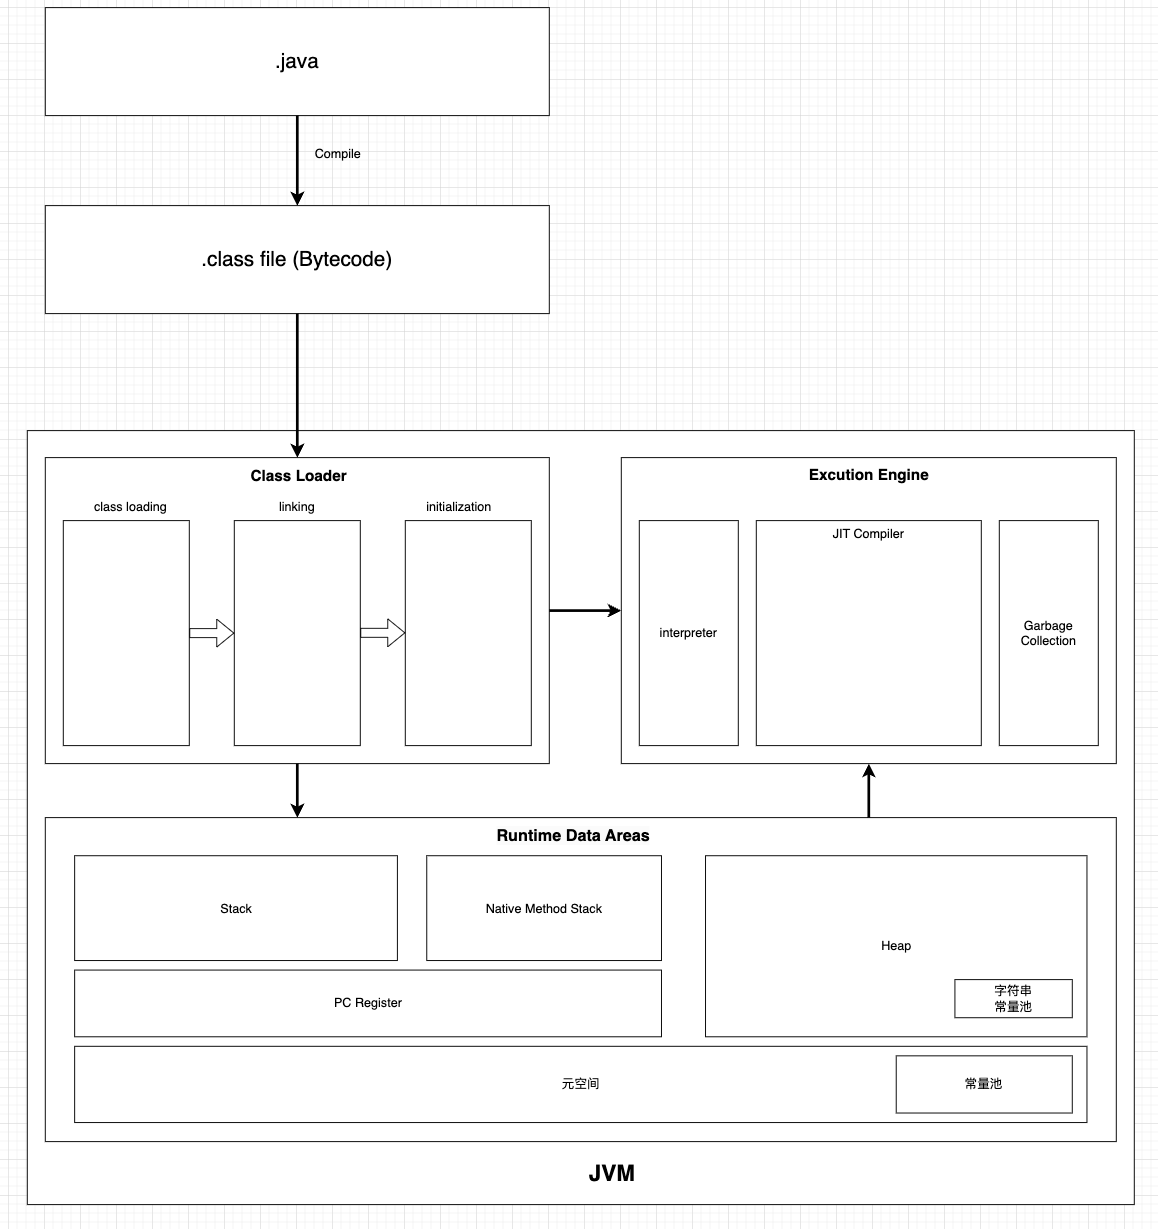 .java
Compile
.class file (Bytecode)
Class Loader
class loading
linking
initialization
Excution Engine
interpreter
JIT Compiler
Garbage
Collection
Runtime Data Areas
Stack
Native Method Stack
Heap
字符串
常量池
PC Register
元空间
常量池
JVM